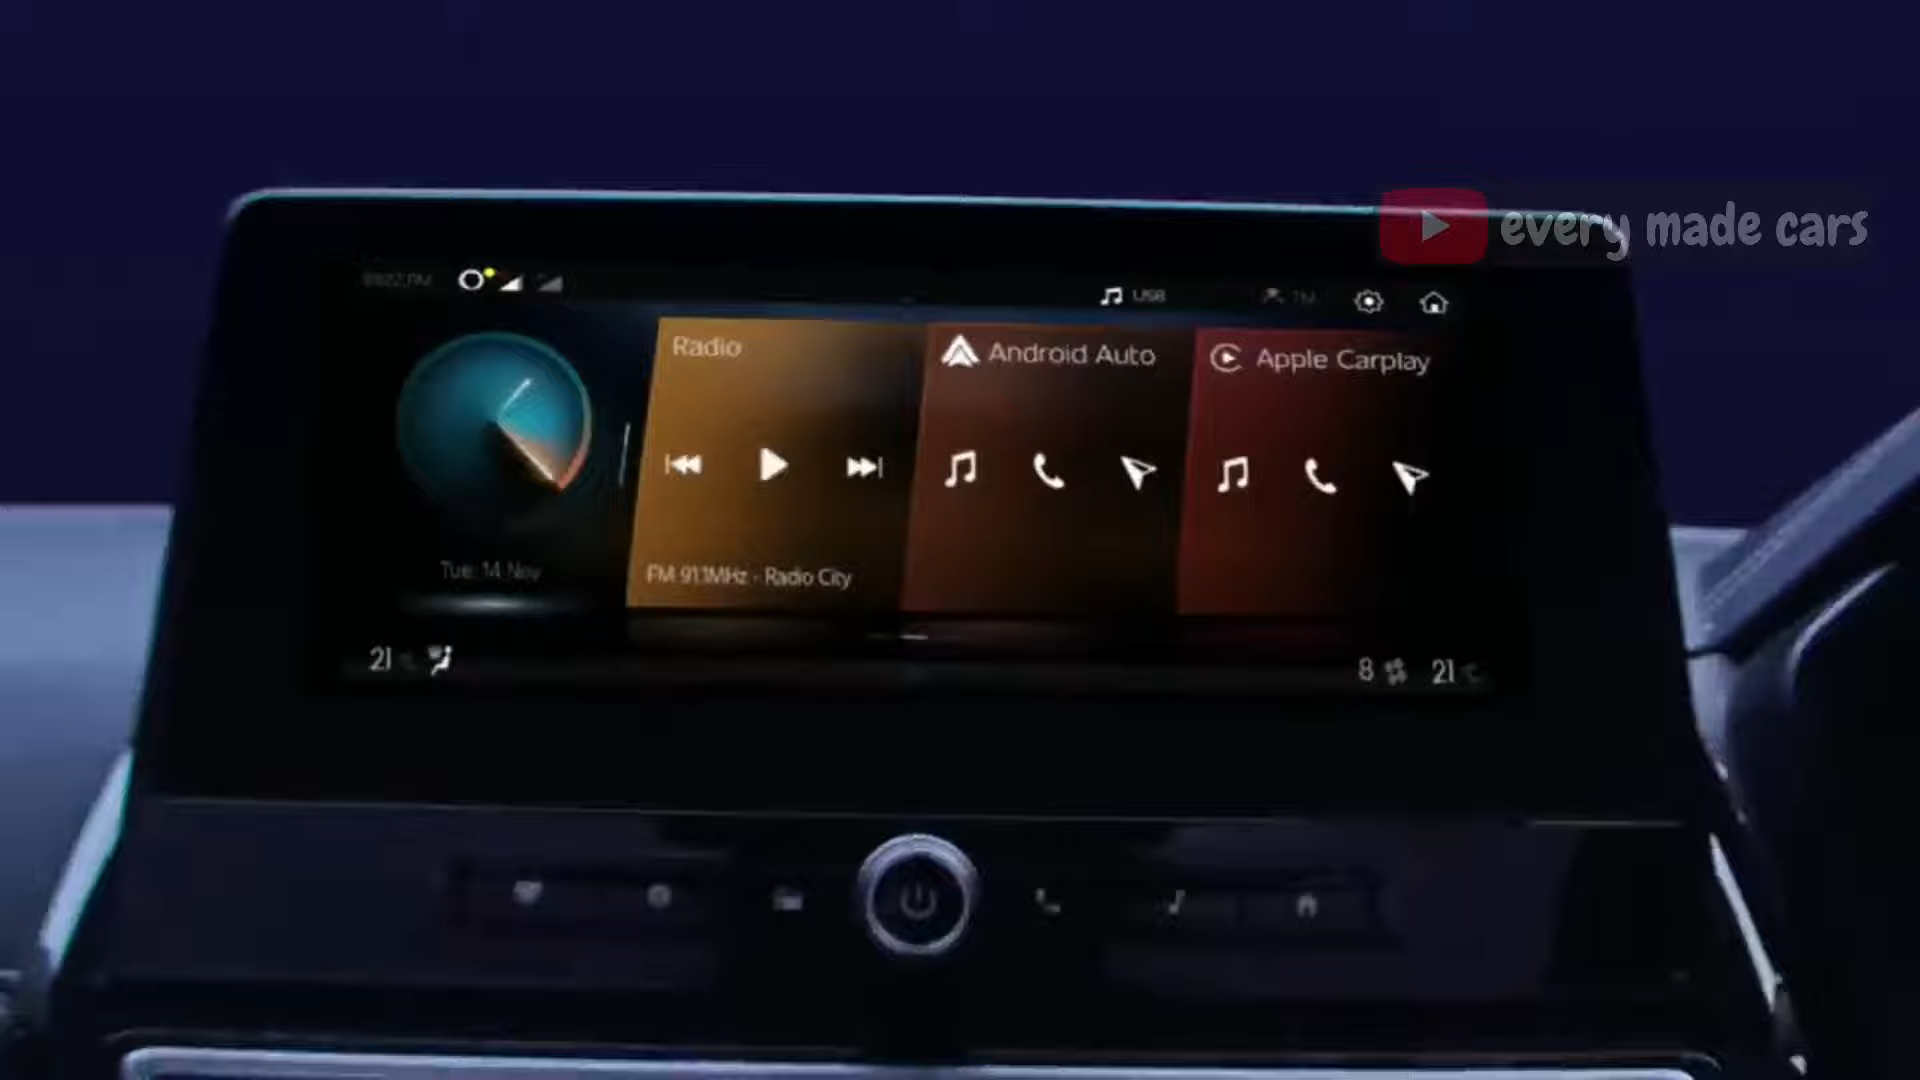 every made cars
USB
Radio
Android Auto
Apple Carplay
FM 91.1MHz - Radio City
Tue, 14 Nov
21
8
21